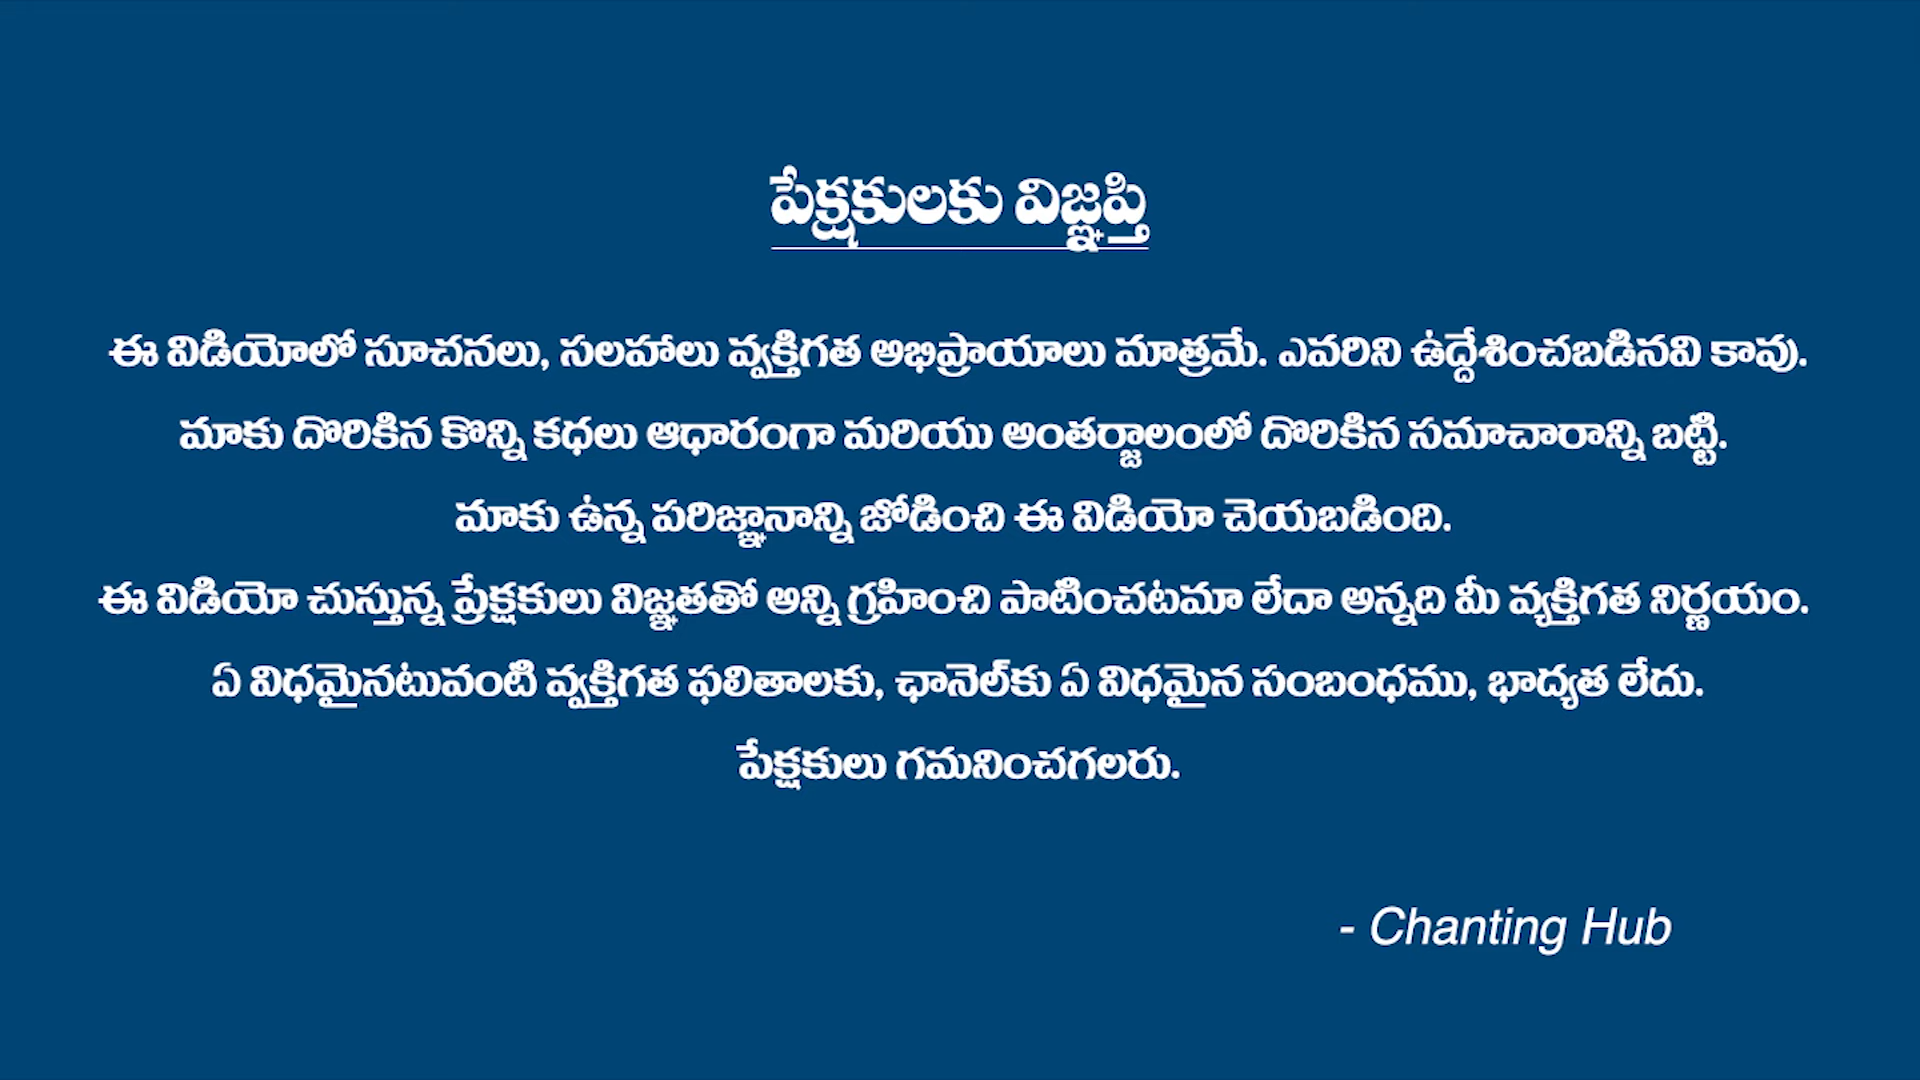 పేక్షకులకు విజ్ఞప్తి
ఈ విడియోలో సూచనలు, సలహాలు వ్యక్తిగత అభిప్రాయాలు మాత్రమే. ఎవరిని ఉద్దేశించబడినవి కావు.
మాకు దొరికిన కొన్ని కధలు ఆధారంగా మరియు అంతర్జాలంలో దొరికిన సమాచారాన్ని బట్టి.
మాకు ఉన్న పరిజ్ఞానాన్ని జోడించి ఈ విడియో చెయబడింది.
ఈ విడియో చుస్తున్న ప్రేక్షకులు విజ్ఞతతో అన్ని గ్రహించి పాటించటమా లేదా అన్నది మీ వ్యక్తిగత నిర్ణయం.
ఏ విధమైనటువంటి వ్యక్తిగత ఫలితాలకు, ఛానెల్‌కు ఏ విధమైన సంబంధము, భాద్యత లేదు.
పేక్షకులు గమనించగలరు.
- Chanting Hub